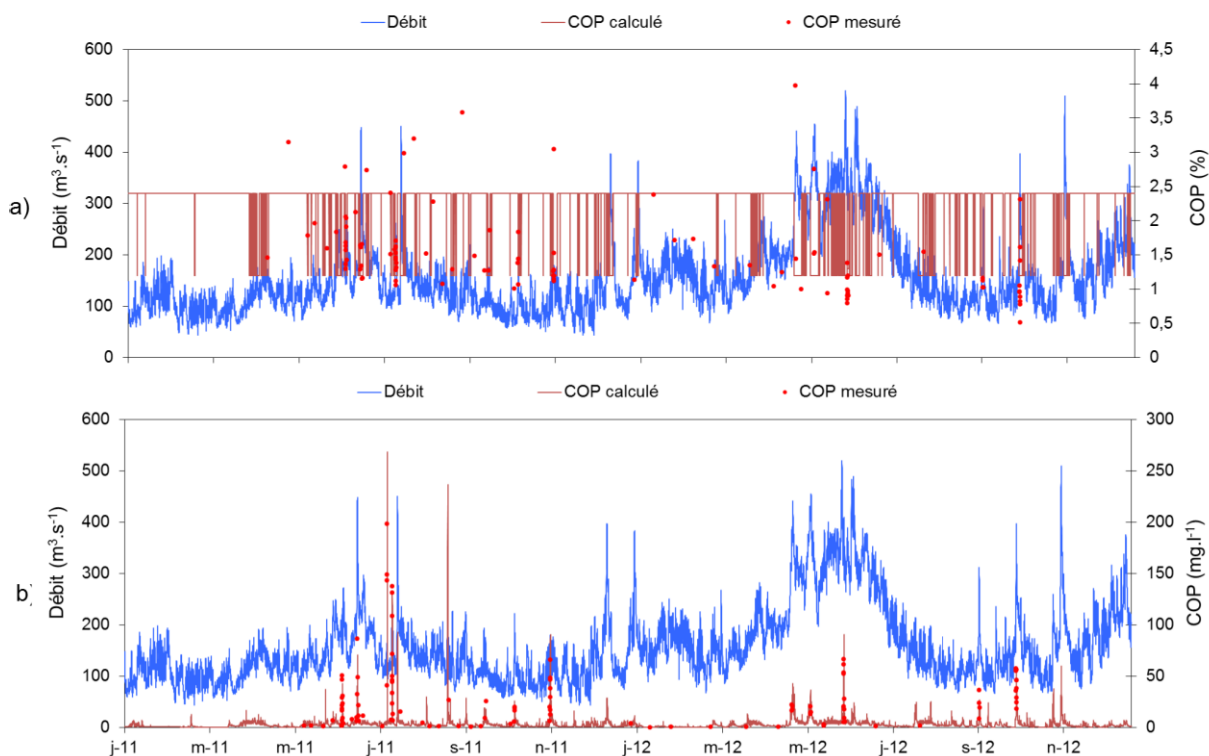 Débit COP calculé COP mesuré
600 4,5
500 4
400 3,5
300 3
200 2,5
100 2
0 1,5
1
0,5
0
Débit (m³.s⁻¹)
COP (%)
a)
Débit COP calculé COP mesuré
600 300
500 250
400 200
300 150
200 100
100 50
0 0
Débit (m³.s⁻¹)
COP (mg.l⁻¹)
b)
j-11 m-11 m-11 j-11 s-11 n-11 j-12 m-12 m-12 j-12 s-12 n-12